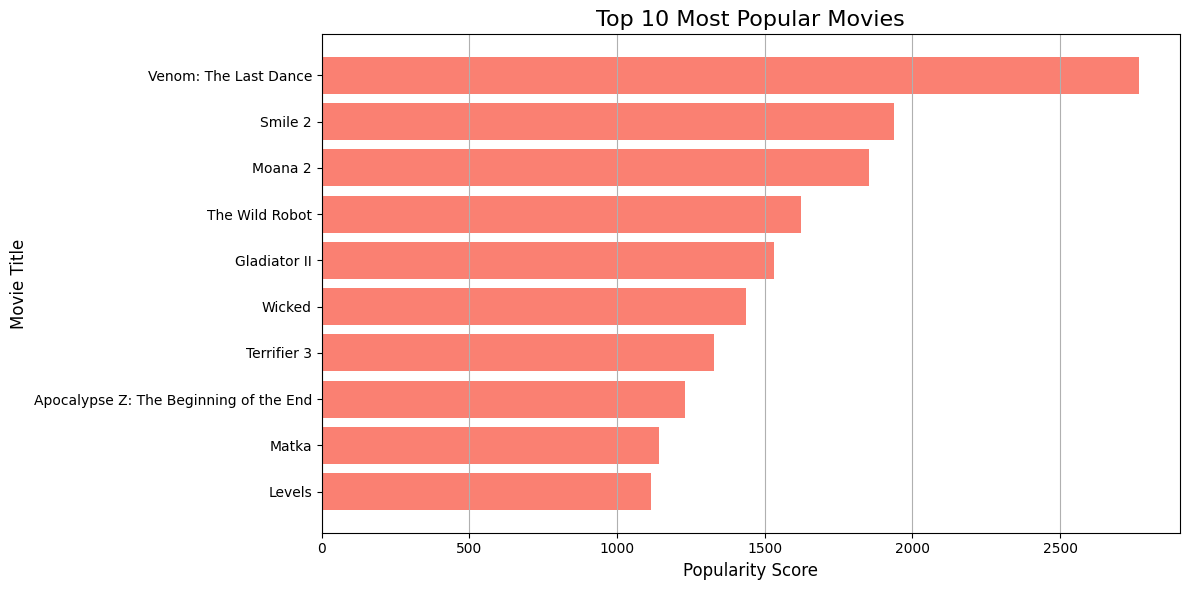 Top 10 Most Popular Movies
Movie Title
Venom: The Last Dance
Smile 2
Moana 2
The Wild Robot
Gladiator II
Wicked
Terrifier 3
Apocalypse Z: The Beginning of the End
Matka
Levels
0 500 1000 1500 2000 2500
Popularity Score